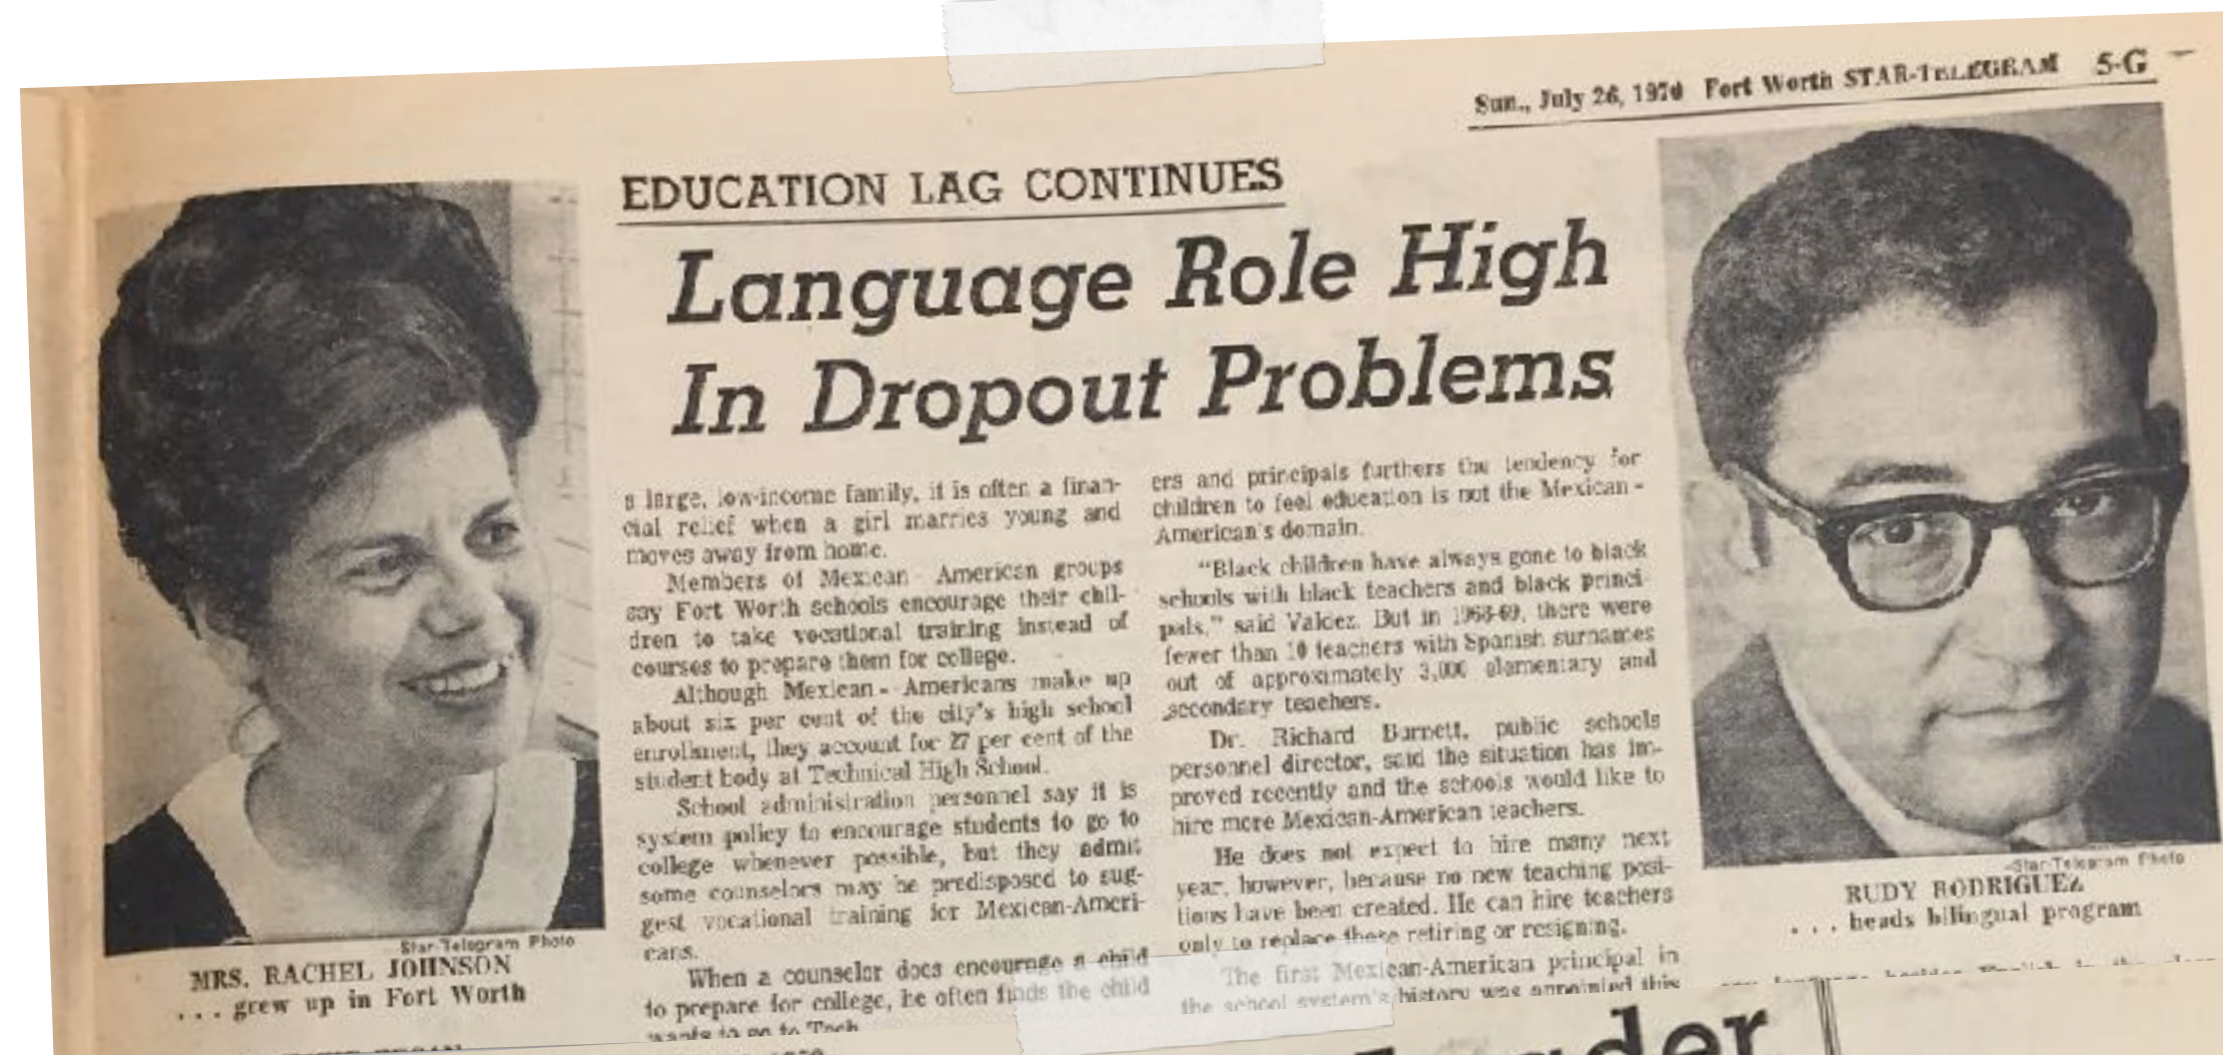 Sun., July 26, 1970 Fort Worth STAR-TELEGRAM 5-G
EDUCATION LAG CONTINUES
Language Role High
In Dropout Problems
Star-Telegram Photo
MRS. RACHEL JOHNSON
. . . grew up in Fort Worth
a large, low-income family, it is often a finan-
cial relief when a girl marries young and
moves away from home.
Members of Mexican - American groups
say Fort Worth schools encourage their chil-
dren to take vocational training instead of
courses to prepare them for college.
Although Mexican - Americans make up
about six per cent of the city's high school
enrollment, they account for 27 per cent of the
student body at Technical High School.
School administration personnel say it is
system policy to encourage students to go to
college whenever possible, but they admit
some counselors may be predisposed to sug-
gest vocational training for Mexican-Ameri-
cans.
When a counselor does encourage a child
to prepare for college, he often finds the child
wants to go to Tech
ers and principals furthers the tendency for
children to feel education is not the Mexican -
American's domain.
"Black children have always gone to black
schools with black teachers and black princi-
pals," said Valdez. But in 1968-69, there were
fewer than 10 teachers with Spanish surnames
out of approximately 3,000 elementary and
secondary teachers.
Dr. Richard Barnett, public schools
personnel director, said the situation has im-
proved recently and the schools would like to
hire more Mexican-American teachers.
He does not expect to hire many next
year, however, because no new teaching posi-
tions have been created. He can hire teachers
only to replace those retiring or resigning.
The first Mexican-American principal in
the school system's history was appointed this
Star-Telegram Photo
RUDY RODRIGUEZ
. . . heads bilingual program